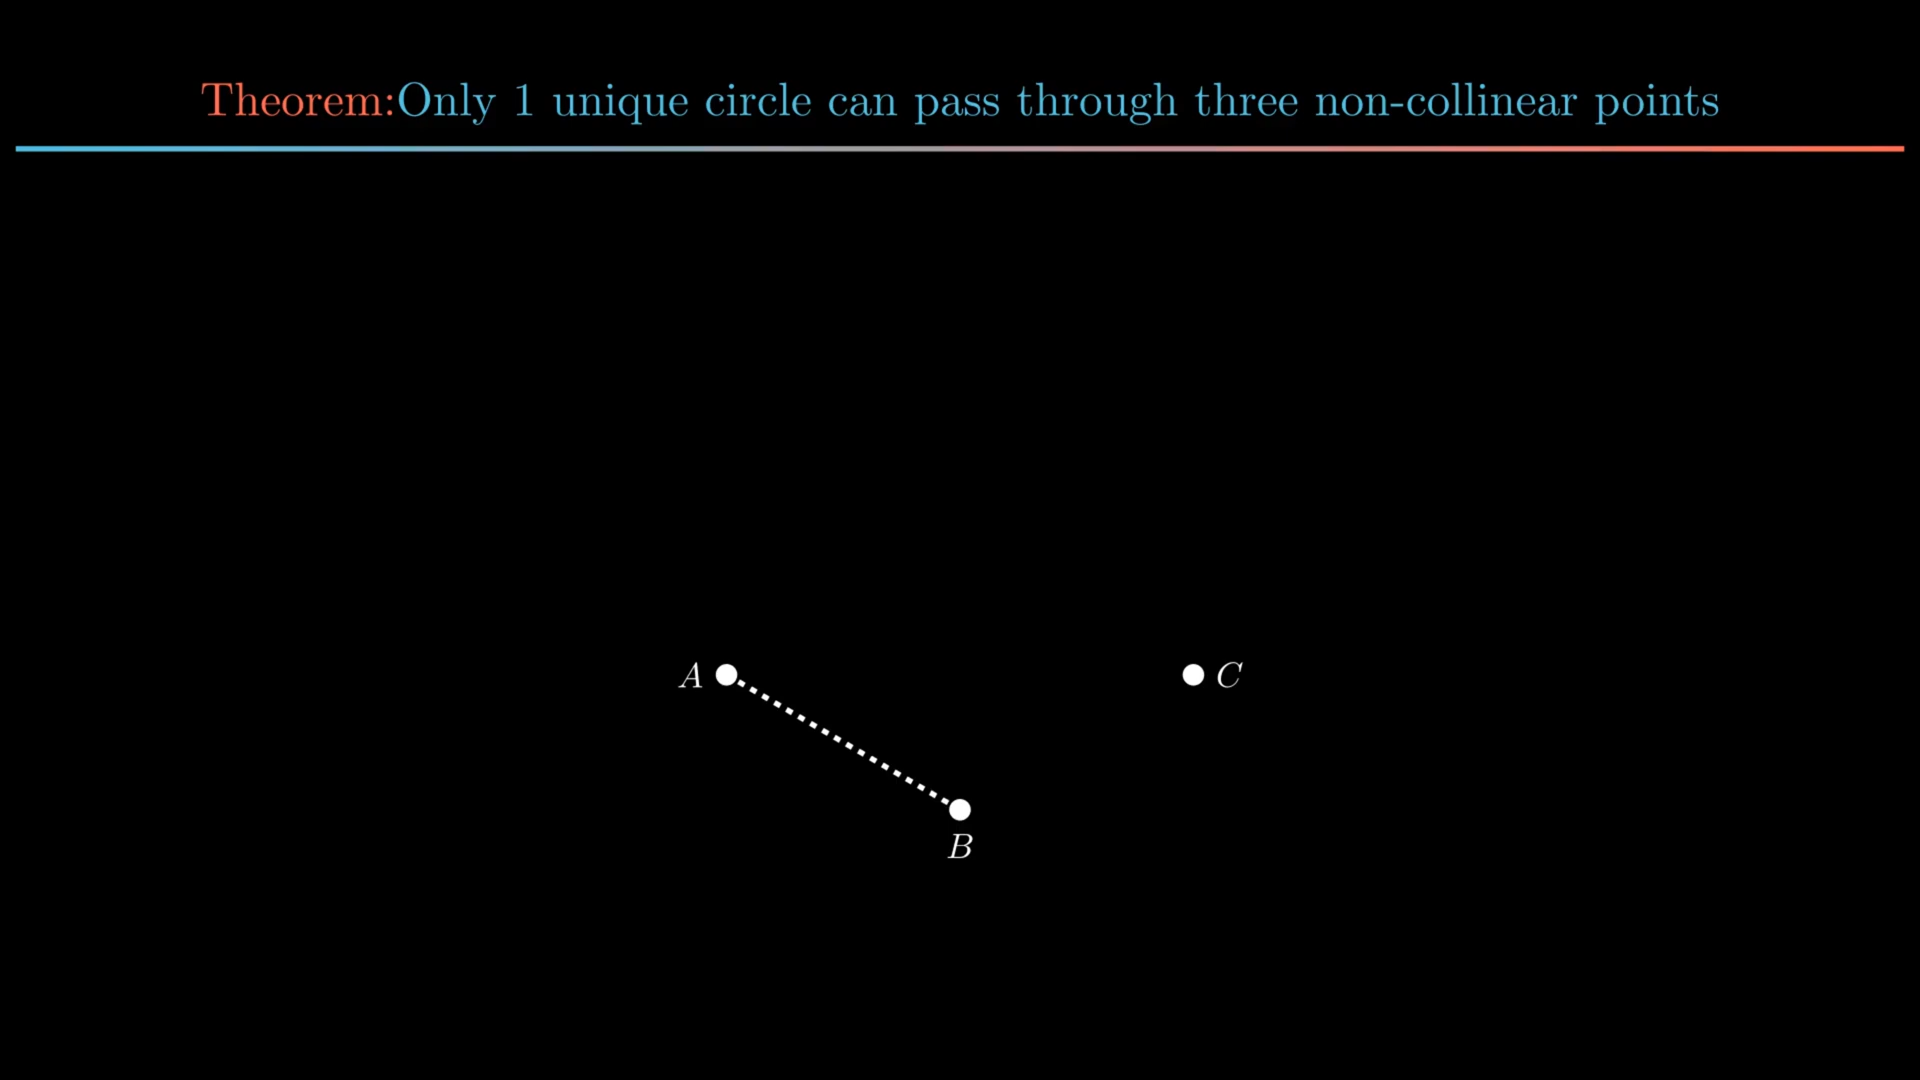 Theorem:Only 1 unique circle can pass through three non-collinear points
A
C
B